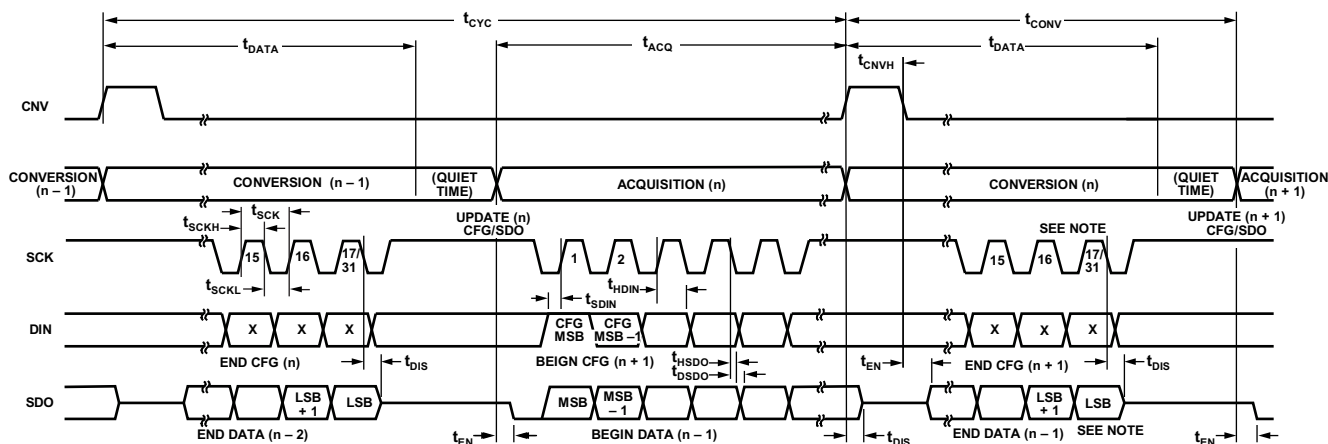 tCYC
tCONV
tDATA
tACQ
tDATA
tCNVH
CNV
CONVERSION
(n – 1)
CONVERSION (n – 1)
(QUIET
TIME)
ACQUISITION (n)
CONVERSION (n)
(QUIET
TIME)
ACQUISITION
(n + 1)
tSCK
tSCKH
UPDATE (n)
CFG/SDO
SEE NOTE
UPDATE (n + 1)
CFG/SDO
SCK
15
16
17/
31
1
2
15
16
17/
31
tSCKL
tHDIN
tSDIN
DIN
X
X
X
CFG
MSB
CFG
MSB –1
X
X
X
END CFG (n)
tDIS
BEIGN CFG (n + 1)
tHSDO
tDSDO
tEN
END CFG (n + 1)
tDIS
SDO
LSB
+ 1
LSB
MSB
MSB
–1
LSB
+ 1
LSB
END DATA (n – 2)
tEN
BEGIN DATA (n – 1)
tDIS
END DATA (n – 1)
SEE NOTE
tEN